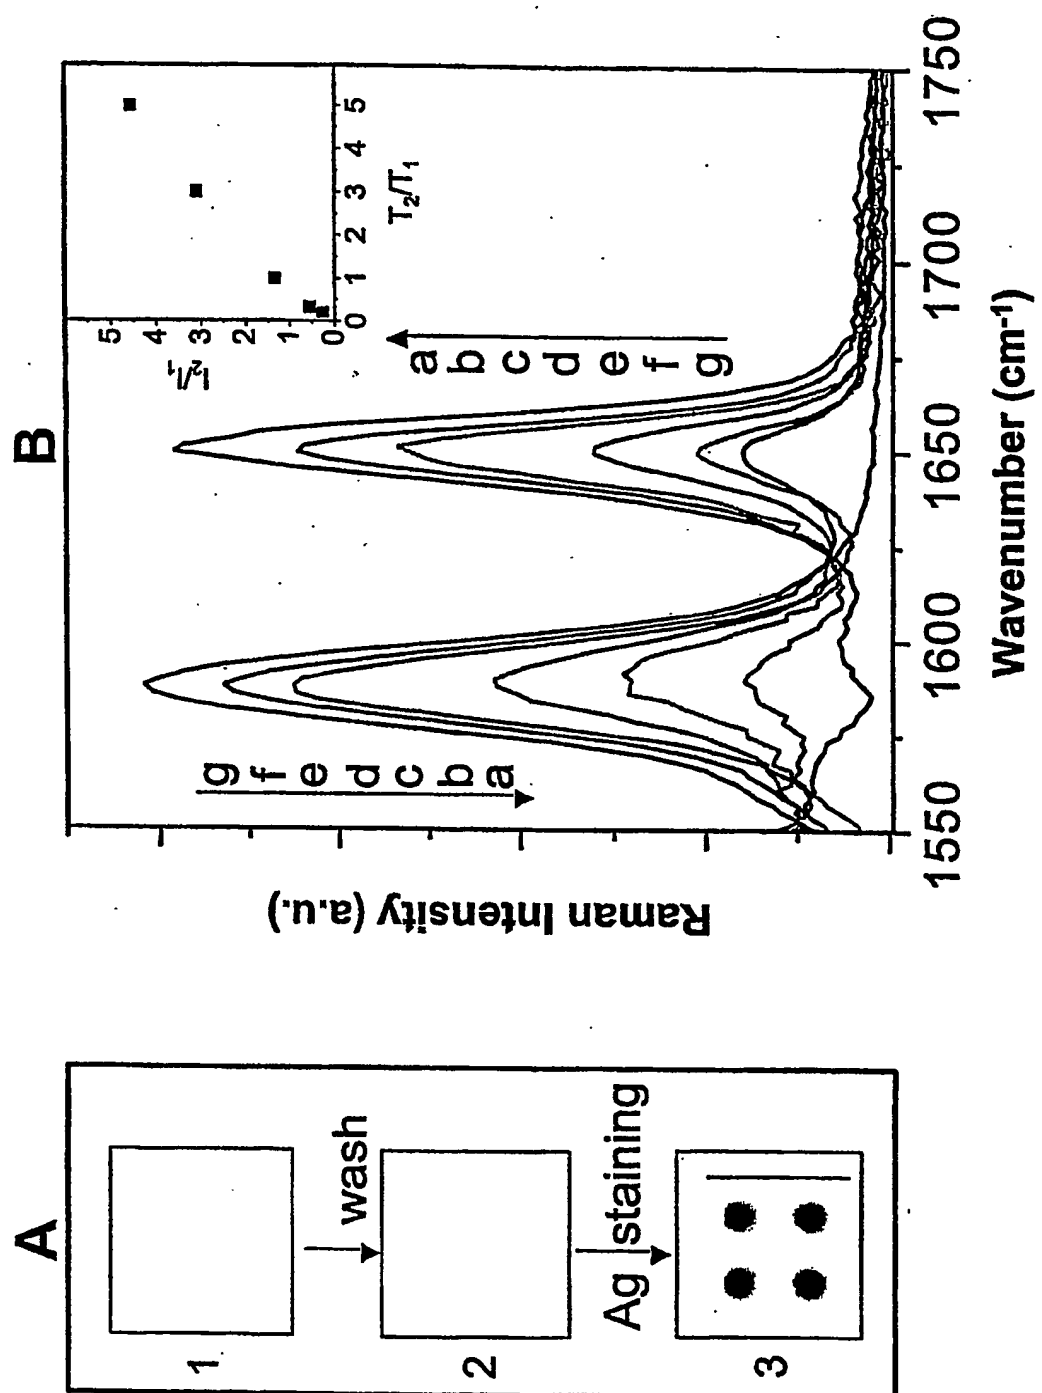 A
1
wash
2
Ag staining
3
B
Raman Intensity (a.u.)
g
f
e
d
c
b
a
a
b
c
d
e
f
g
I2/I1
5
4
3
2
1
0
0 1 2 3 4 5
T2/T1
1550 1600 1650 1700 1750
Wavenumber (cm-1)